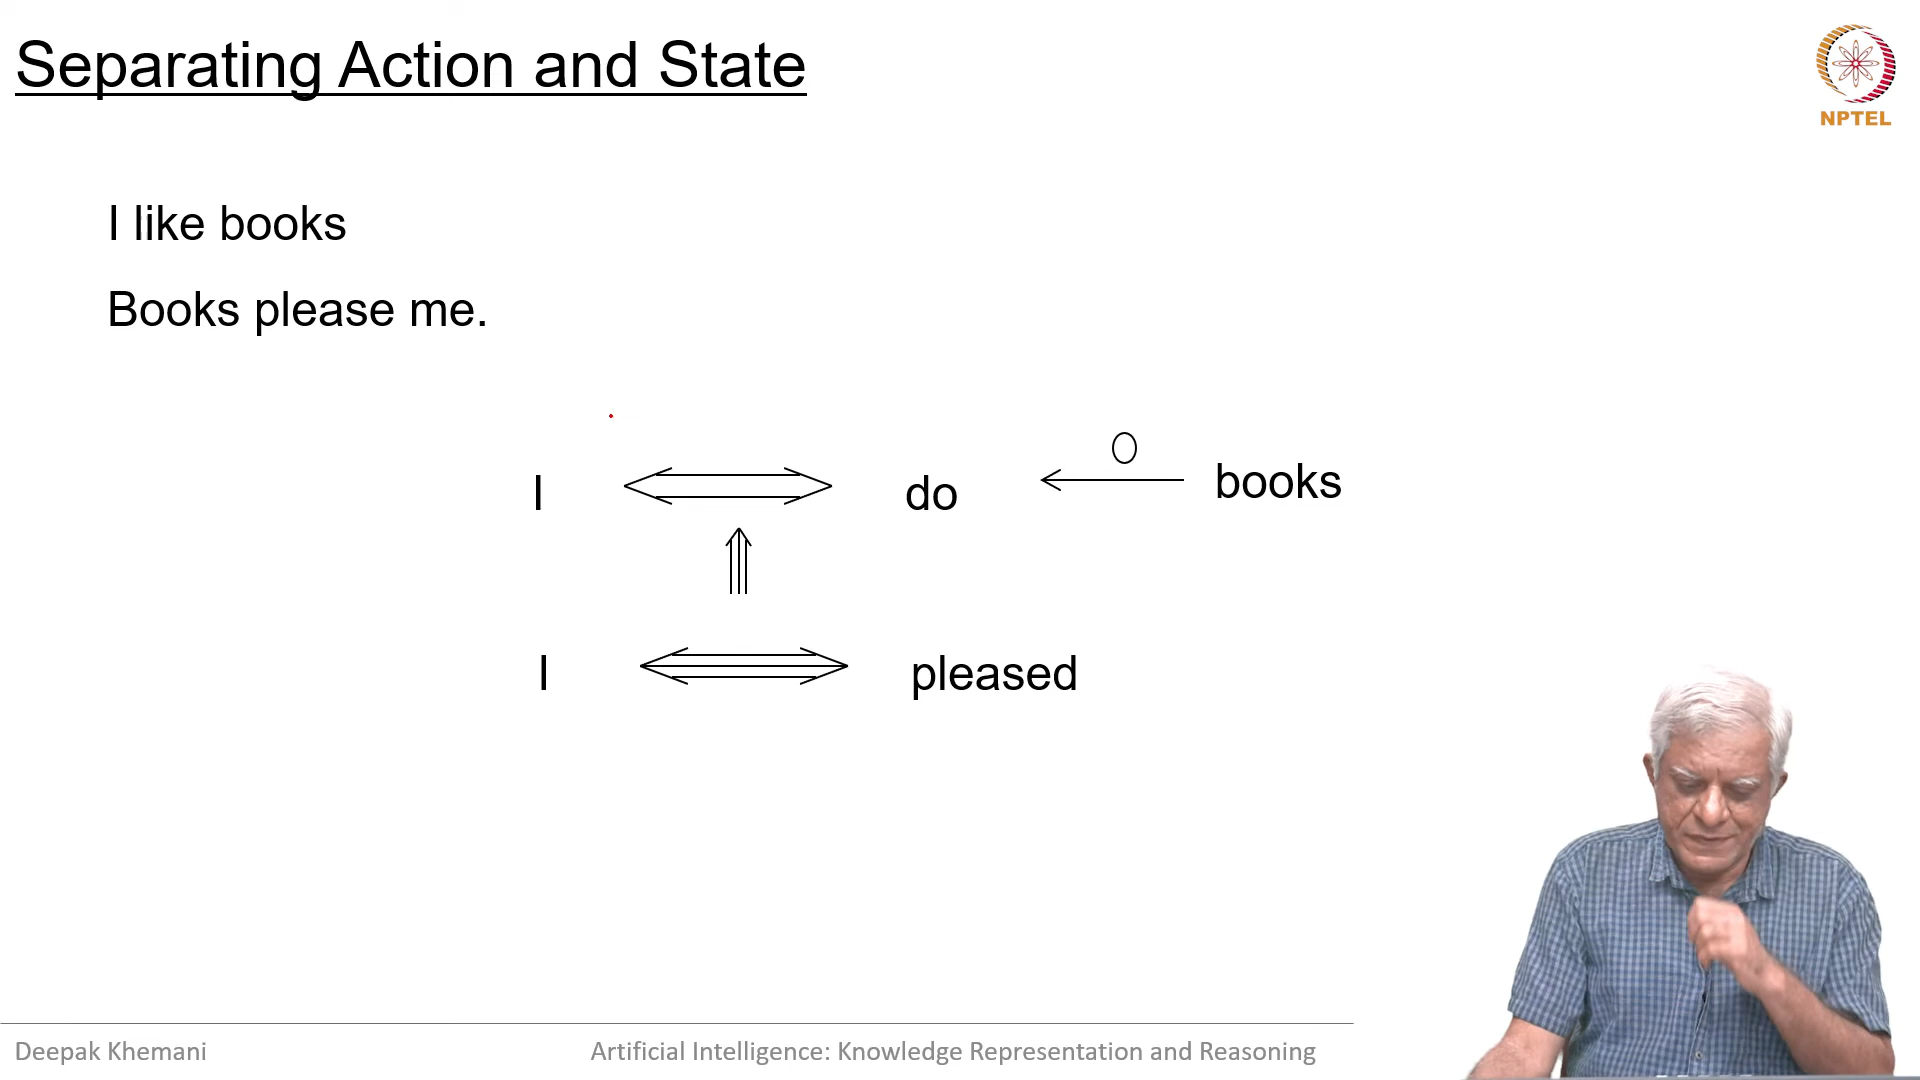 Separating Action and State
NPTEL
I like books
Books please me.
O
I do books
I pleased
Deepak Khemani Artificial Intelligence: Knowledge Representation and Reasoning